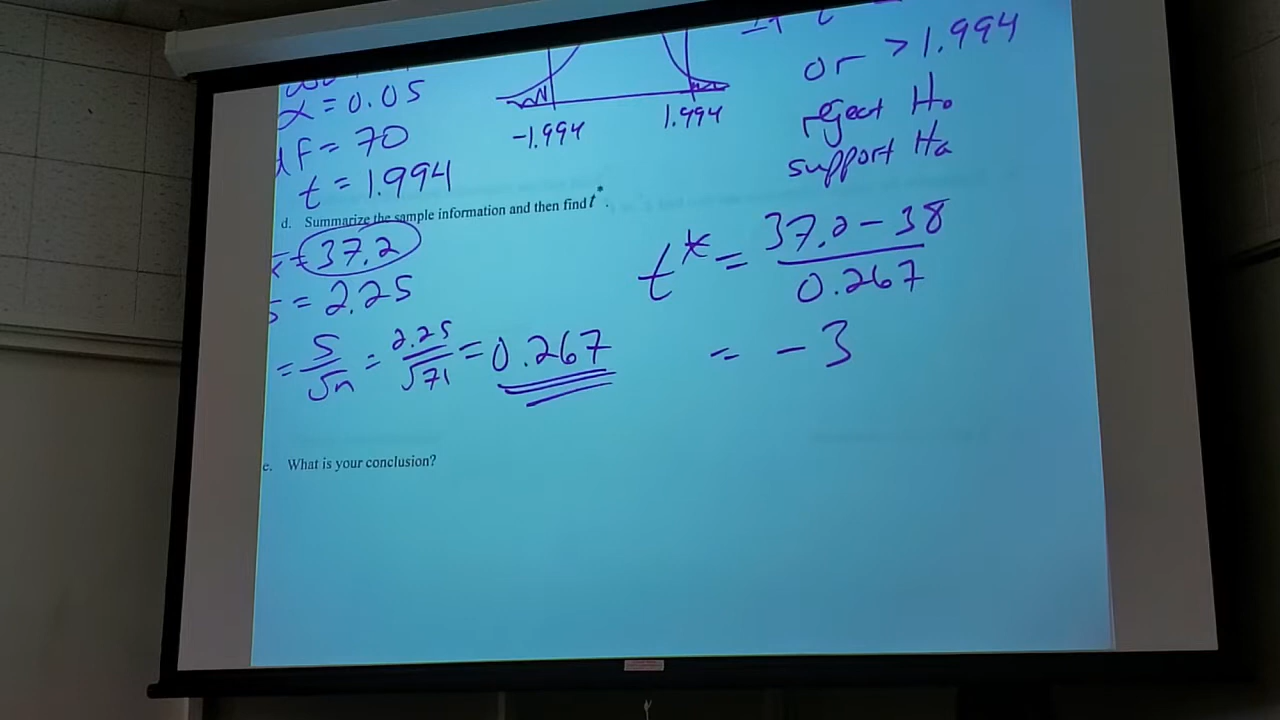 or > 1.994
α = 0.05
df = 70
-1.994
1.994
reject H₀
t = 1.994
support Ha
d. Summarize the sample information and then find t*.
= 37.2
t* = (37.2 - 38)/0.267
= 2.25
= s/√n = 2.25/√71 = 0.267
= -3
e. What is your conclusion?